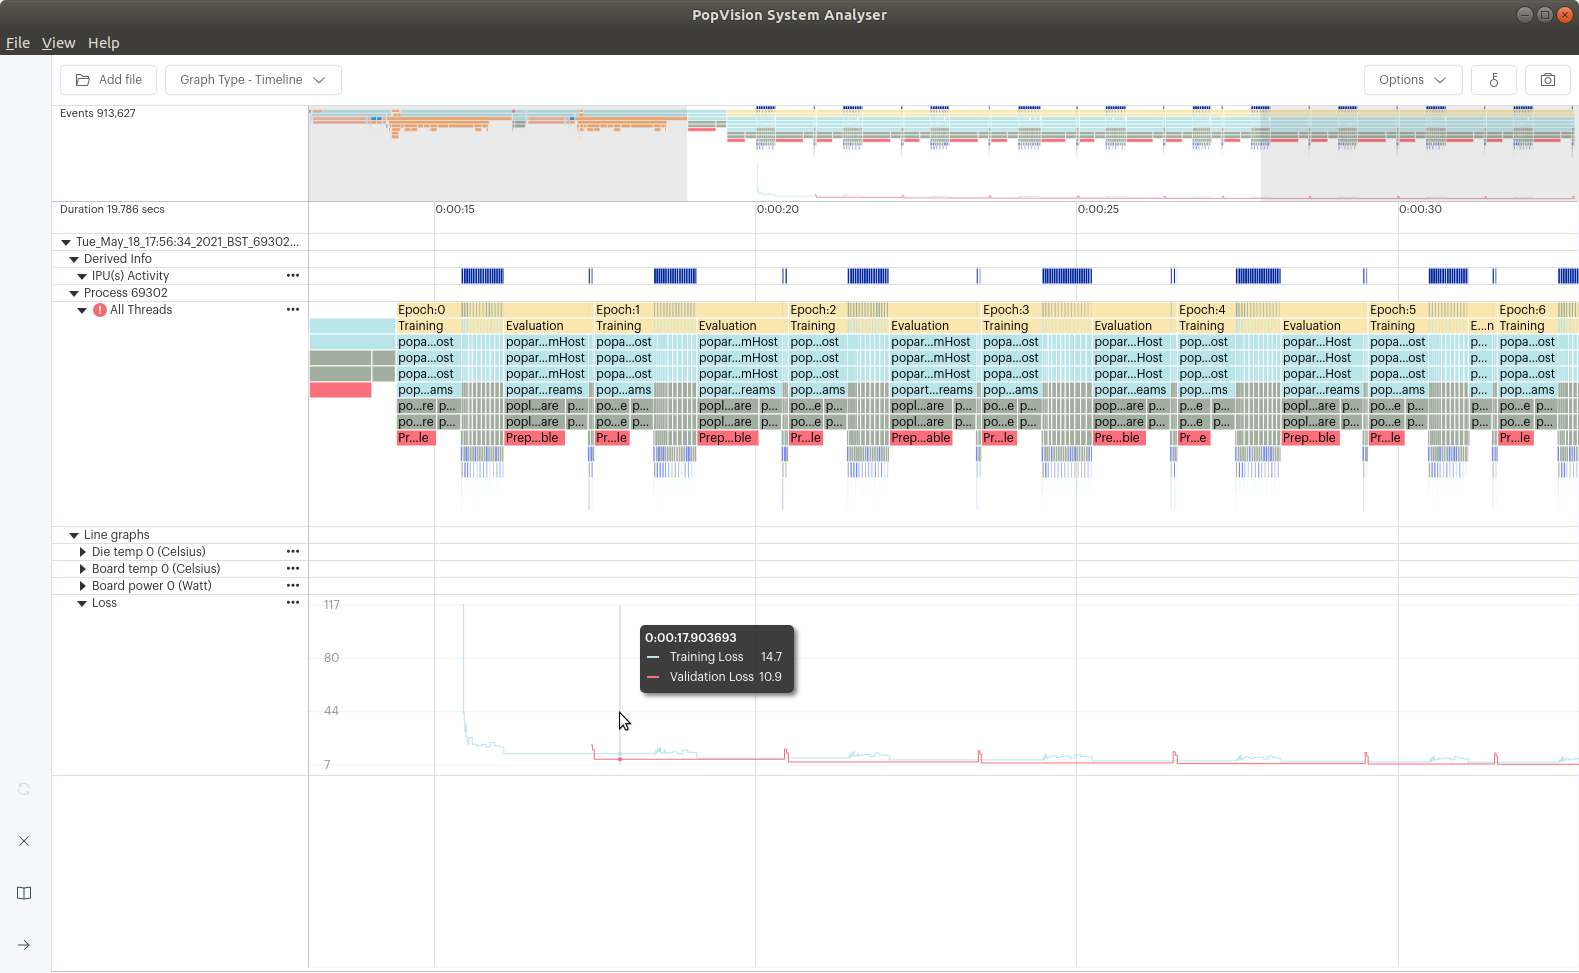 PopVision System Analyser
File View Help
Add file Graph Type - Timeline Options
Events 913,627
Duration 19.786 secs 0:00:15 0:00:20 0:00:25 0:00:30
Tue_May_18_17:56:34_2021_BST_69302...
Derived Info
IPU(s) Activity •••
Process 69302
! All Threads ••• Epoch:0 Epoch:1 Epoch:2 Epoch:3 Epoch:4 Epoch:5 Epoch:6
Training Evaluation Training Evaluation Training Evaluation Training Evaluation Training Evaluation Training E...n Training
popa...ost popar...mHost popa...ost popar...mHost pop...ost popar...mHost popa...ost popar...Host pop...ost popar...Host popa...ost p... popa...ost
popa...ost popar...mHost popa...ost popar...mHost pop...ost popar...mHost popa...ost popar...Host pop...ost popar...Host popa...ost p... popa...ost
popa...ost popar...mHost popa...ost popar...mHost pop...ost popar...mHost popa...ost popar...Host pop...ost popar...Host popa...ost p... popa...ost
pop...ams popar...reams pop...ams popar...reams pop...ams popart...reams pop...ams popar...eams pop...ms popar...reams pop...ams p... pop...ams
po...re p... popl...are p... po...e p... popl...are p... po...e p... popl...are p... po...e p... pop...are p... p...e p... popl...are p... po...e p... p... po...e p...
po...re p... popl...are p... po...e p... popl...are p... po...e p... popl...are p... po...e p... pop...are p... p...e p... popl...are p... po...e p... p... po...e p...
Pr...le Prep...ble Pr...le Prep...ble Pr...le Prep...able Pr...le Pre...ble Pr...e Prep...ble Pr...le Pr...le
Line graphs
Die temp 0 (Celsius) •••
Board temp 0 (Celsius) •••
Board power 0 (Watt) •••
Loss ••• 117
0:00:17.903693
Training Loss 14.7
80
Validation Loss 10.9
44
7